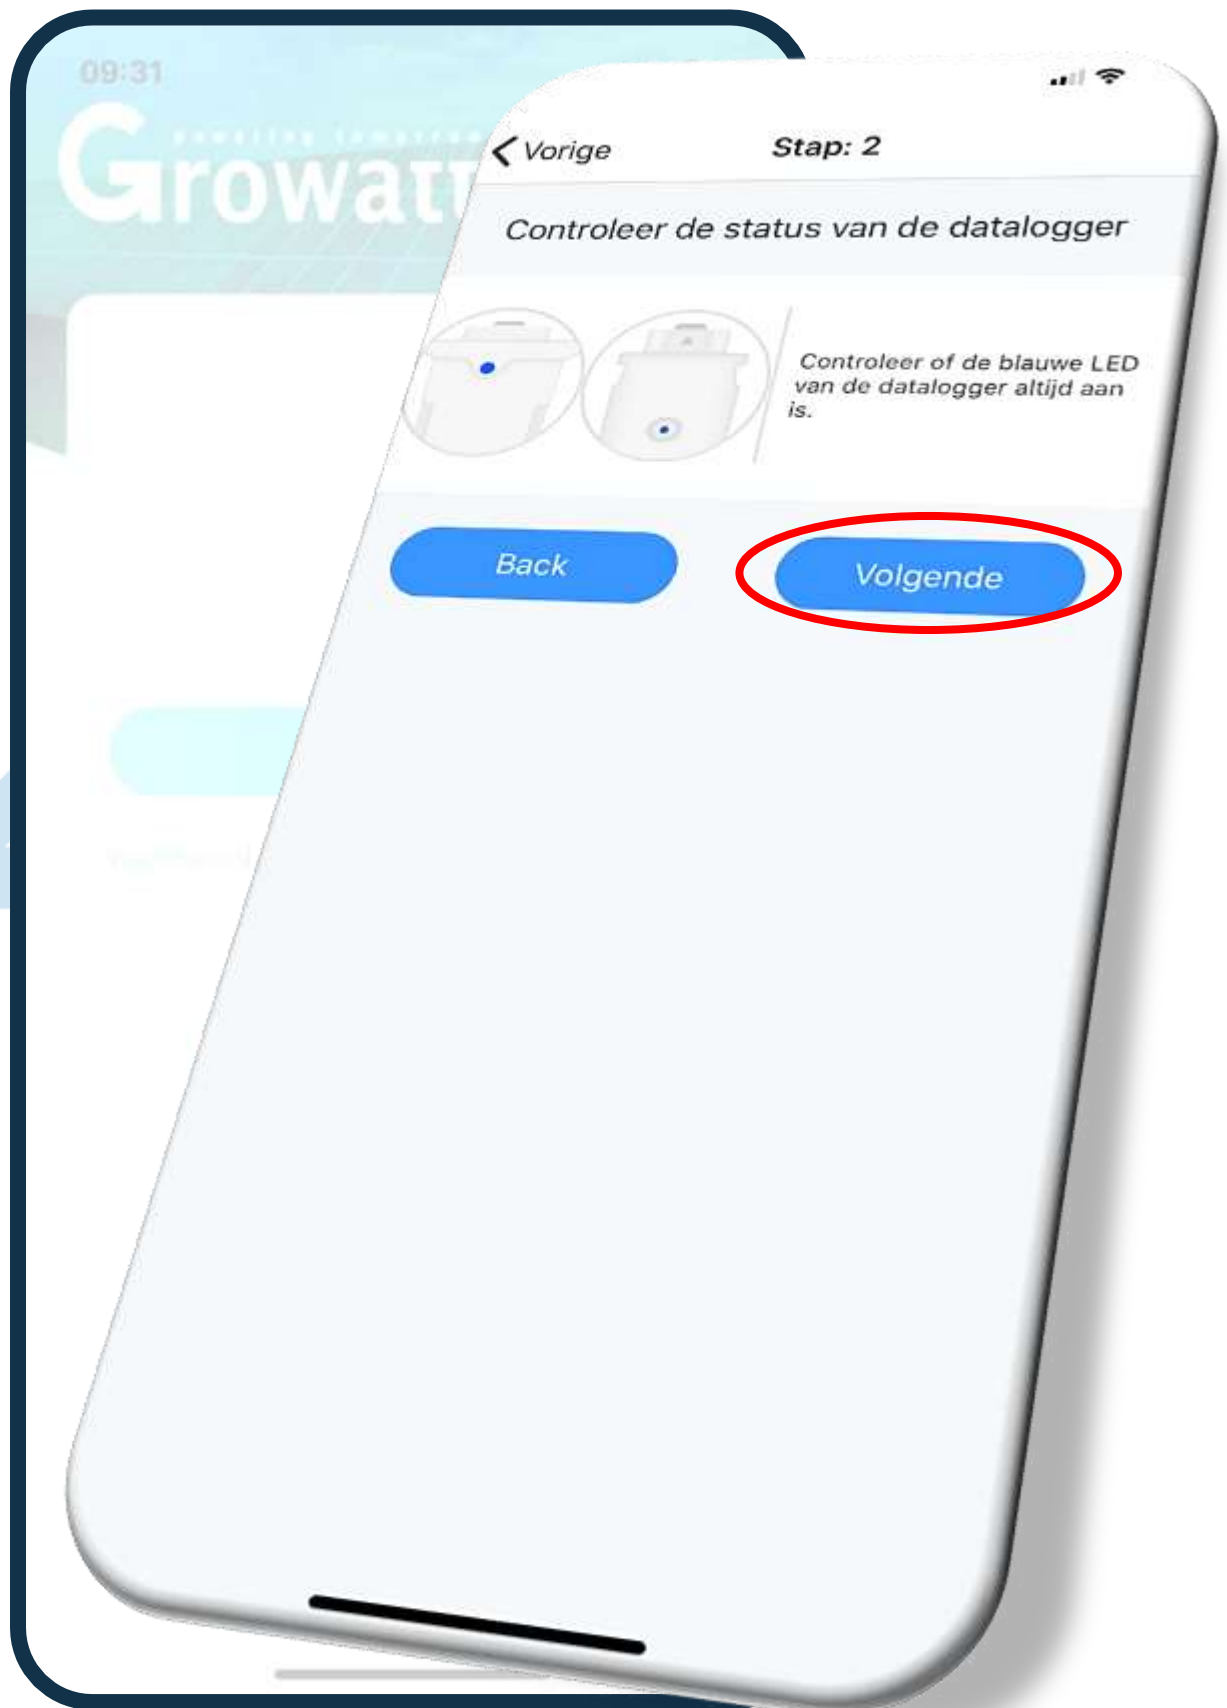 09:31
Growatt
Vorige
Stap: 2
Controleer de status van de datalogger
Controleer of de blauwe LED
van de datalogger altijd aan
is.
Back
Volgende